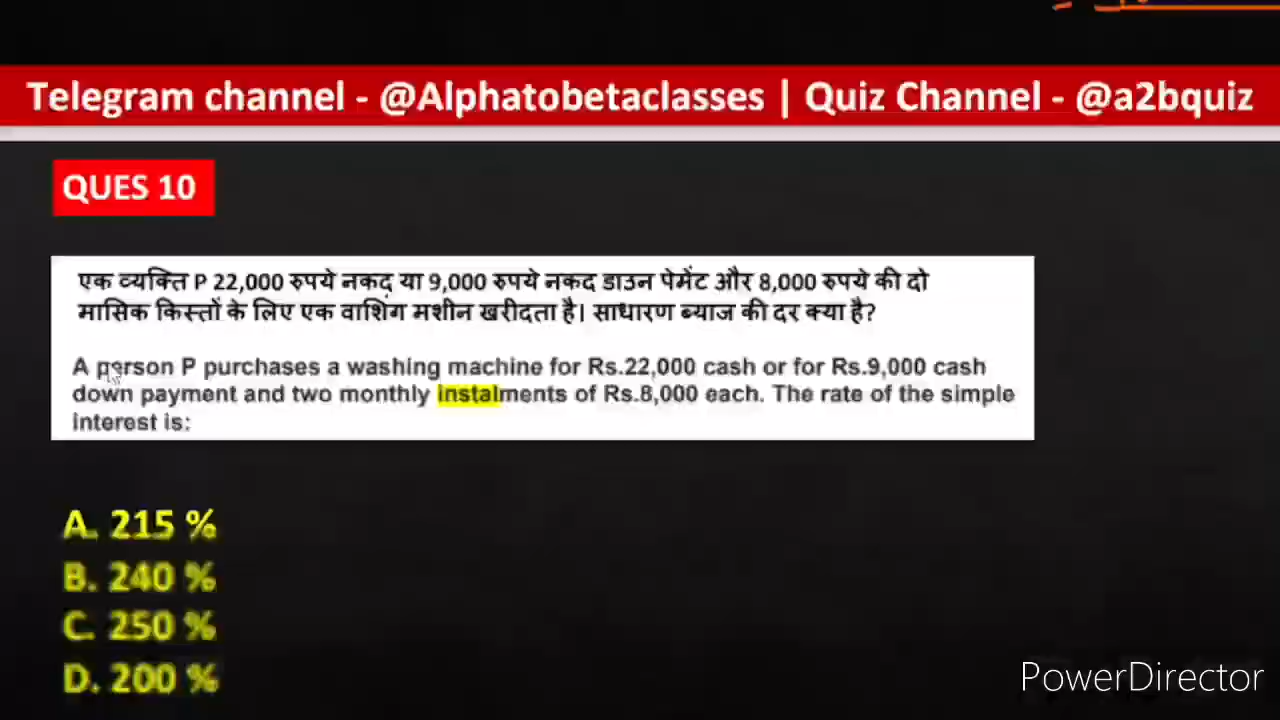 Telegram channel - @Alphatobetaclasses | Quiz Channel - @a2bquiz
QUES 10
एक व्यक्ति P 22,000 रुपये नकद या 9,000 रुपये नकद डाउन पेमेंट और 8,000 रुपये की दो
मासिक किस्तों के लिए एक वाशिंग मशीन खरीदता है। साधारण ब्याज की दर क्या है?
A person P purchases a washing machine for Rs.22,000 cash or for Rs.9,000 cash
down payment and two monthly instalments of Rs.8,000 each. The rate of the simple
interest is:
A. 215 %
B. 240 %
C. 250 %
D. 200 %
PowerDirector